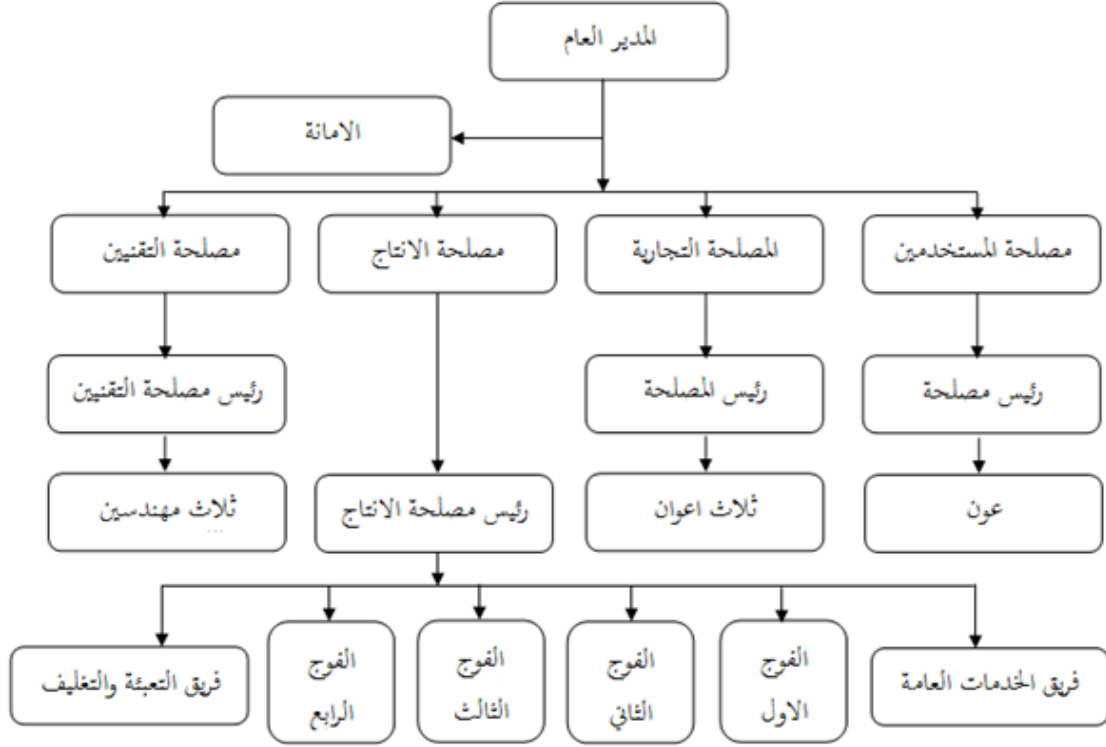 المدير العام
الامانة
مصلحة المستخدمين
المصلحة التجارية
مصلحة الانتاج
مصلحة التقنيين
رئيس مصلحة
رئيس المصلحة
رئيس مصلحة التقنيين
عون
ثلاث اعوان
رئيس مصلحة الانتاج
ثلاث مهندسين
فريق الخدمات العامة
الفوج
الاول
الفوج
الثاني
الفوج
الثالث
الفوج
الرابع
فريق التعبئة والتغليف